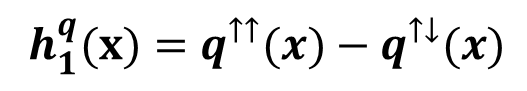 h₁^q(x) = q^↑↑(x) − q^↑↓(x)